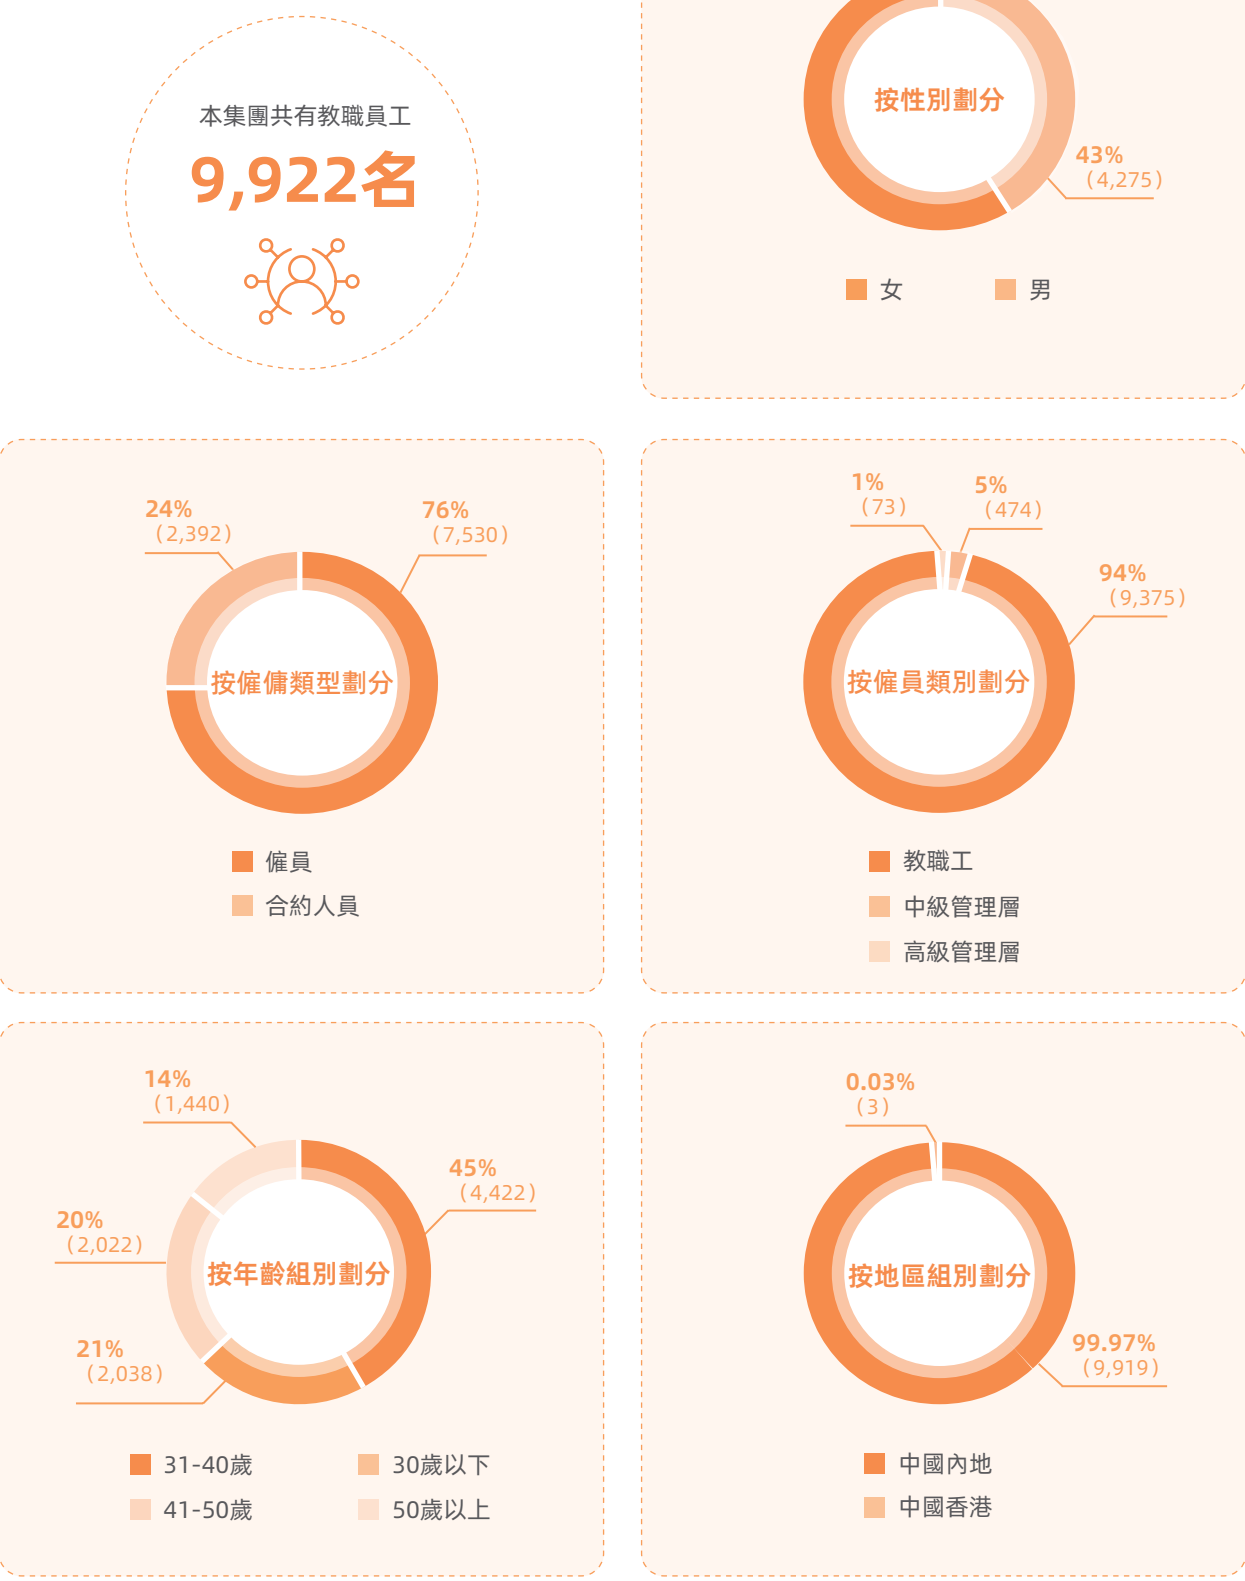 本集團共有教職員工
9,922名
按性別劃分
43%
(4,275)
女
男
24%
(2,392)
76%
(7,530)
按僱傭類型劃分
僱員
合約人員
1%
(73)
5%
(474)
94%
(9,375)
按僱員類別劃分
教職工
中級管理層
高級管理層
14%
(1,440)
45%
(4,422)
20%
(2,022)
21%
(2,038)
按年齡組別劃分
31-40歲
30歲以下
41-50歲
50歲以上
0.03%
(3)
99.97%
(9,919)
按地區組別劃分
中國內地
中國香港